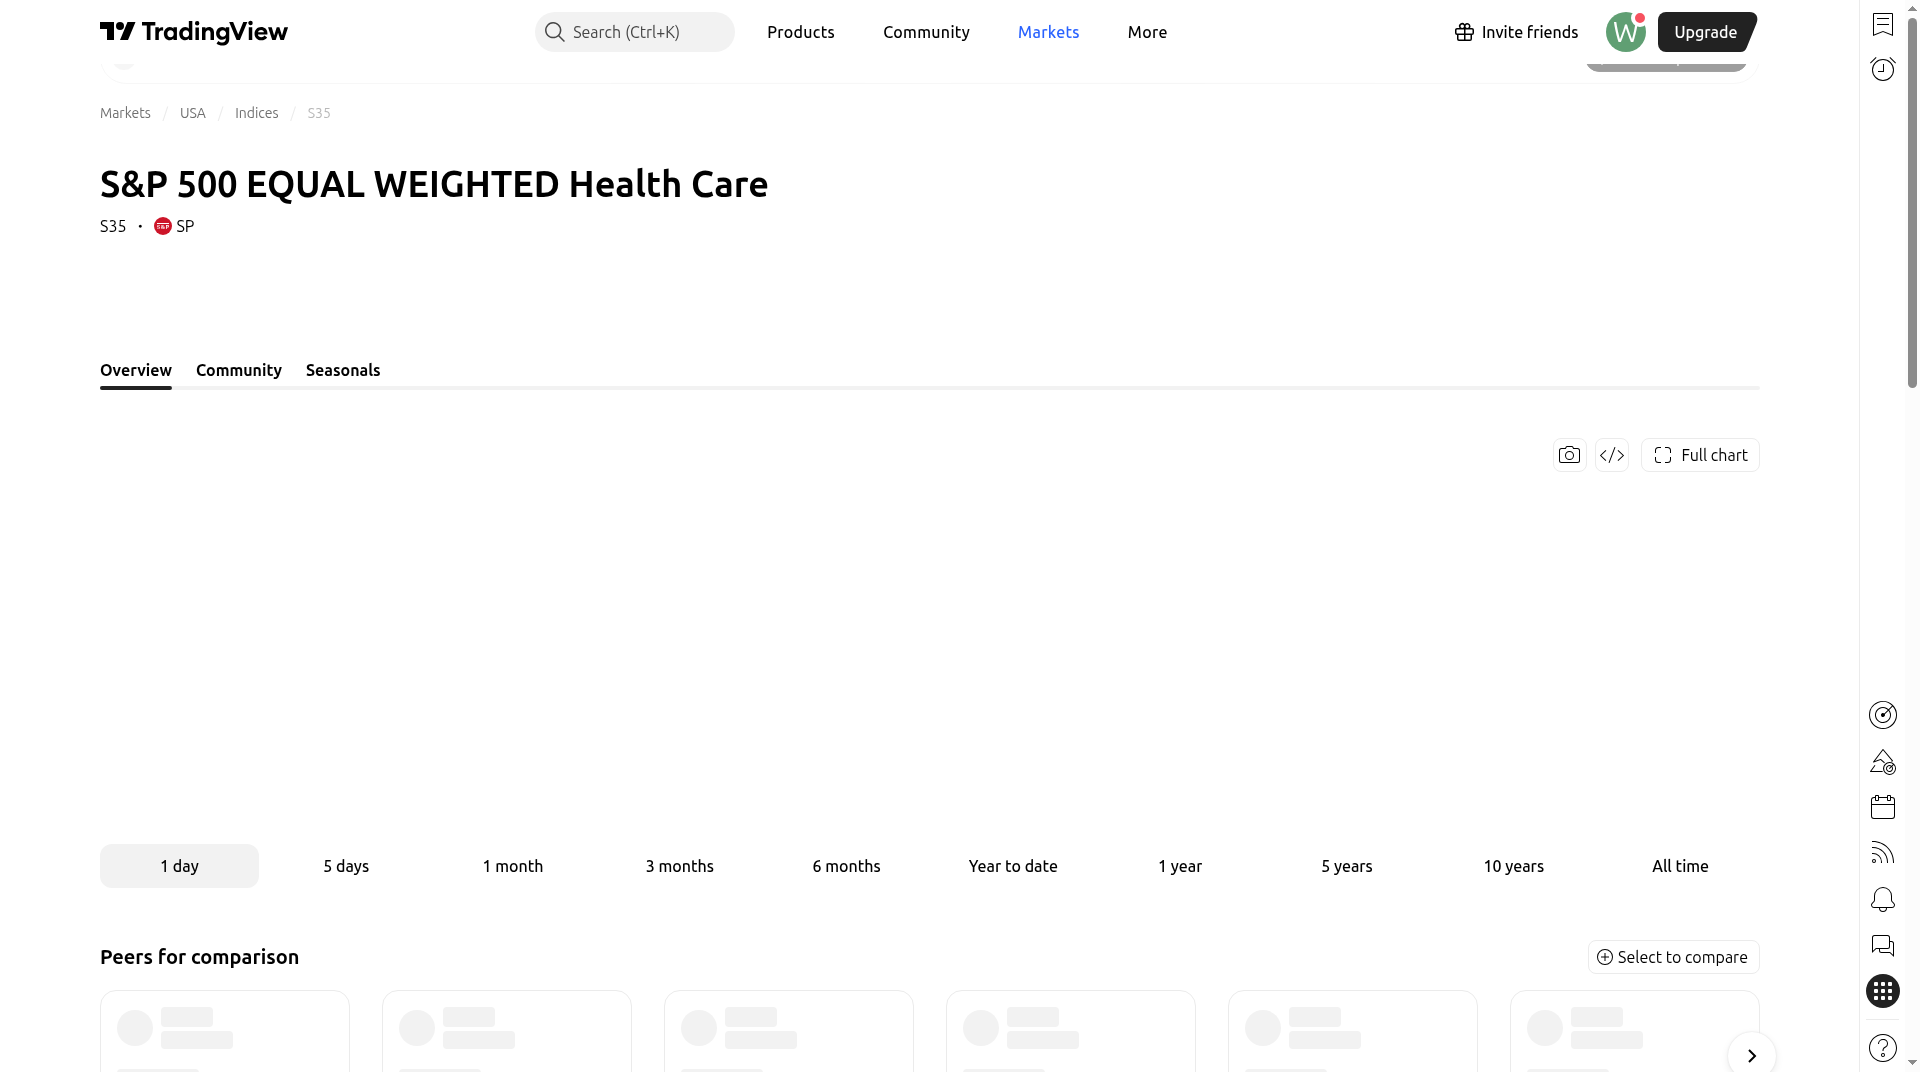 TradingView
Search (Ctrl+K)
Products
Community
Markets
More
Invite friends
W
Upgrade
Markets / USA / Indices / S35
S&P 500 EQUAL WEIGHTED Health Care
S35 • S&P SP
Overview
Community
Seasonals
</> Full chart
1 day
5 days
1 month
3 months
6 months
Year to date
1 year
5 years
10 years
All time
Peers for comparison
Select to compare